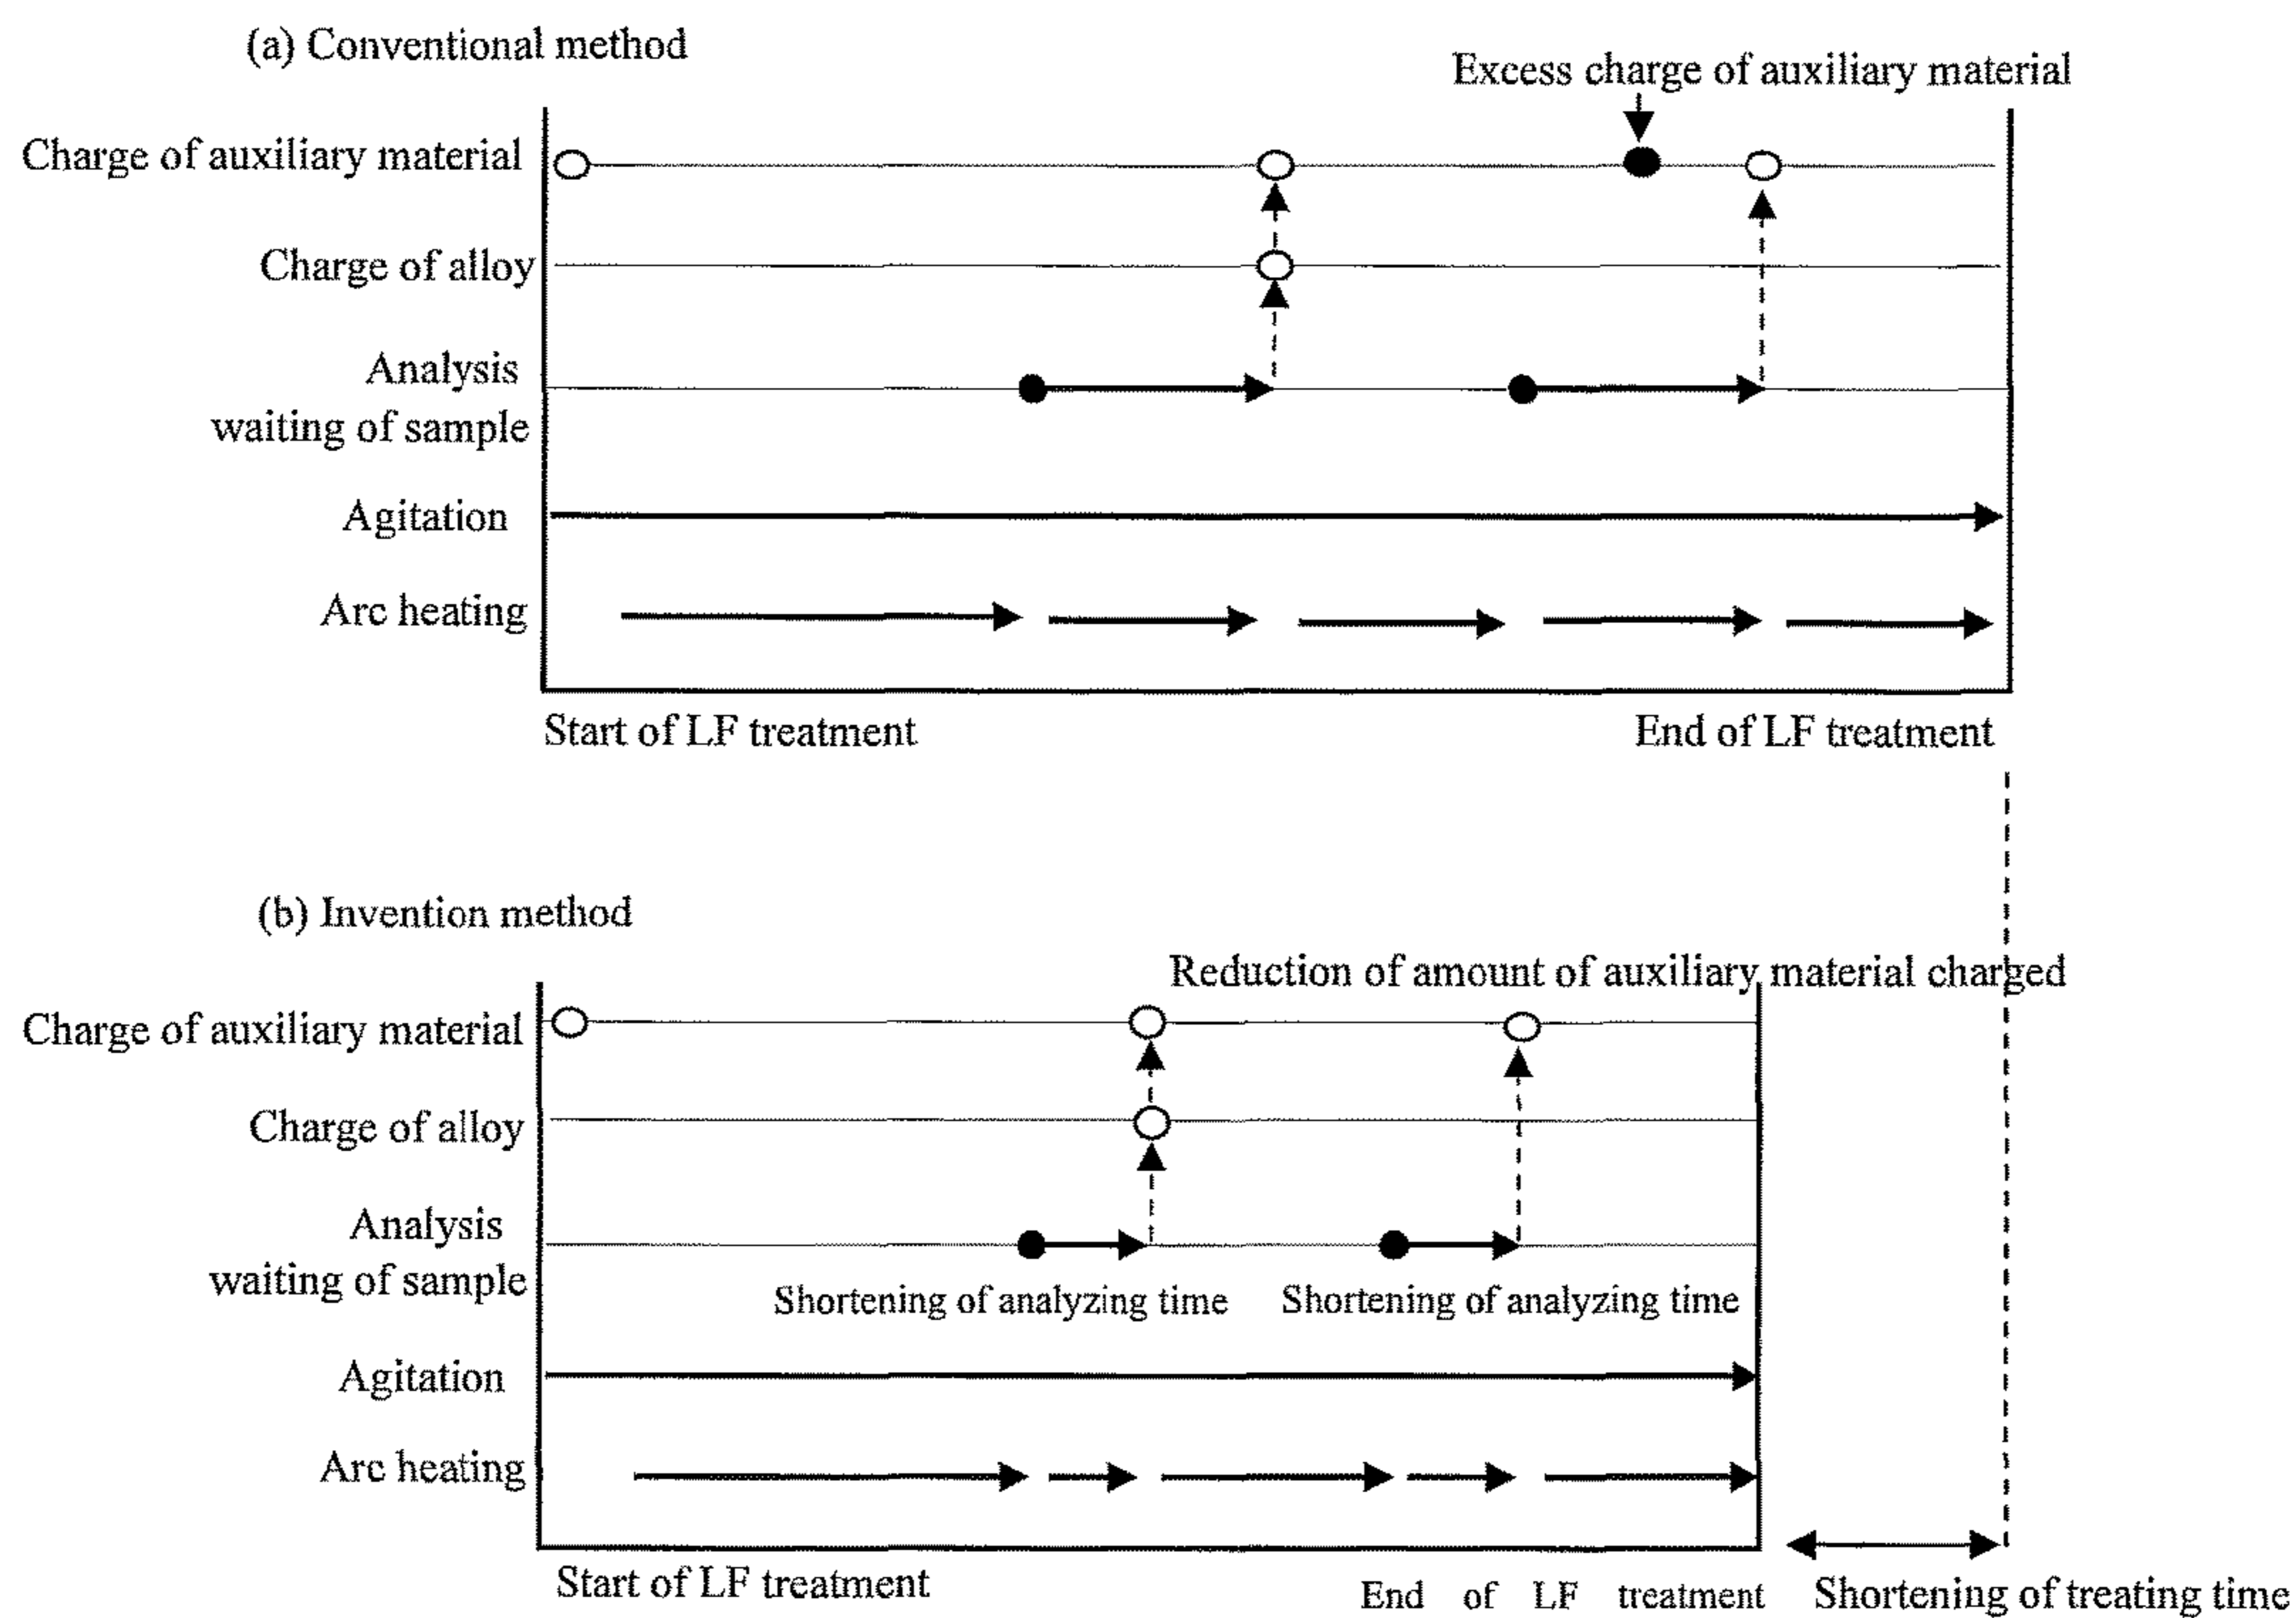 (a) Conventional method
Excess charge of auxiliary material
Charge of auxiliary material
Charge of alloy
Analysis
waiting of sample
Agitation
Arc heating
Start of LF treatment
End of LF treatment
(b) Invention method
Reduction of amount of auxiliary material charged
Charge of auxiliary material
Charge of alloy
Analysis
waiting of sample
Shortening of analyzing time
Shortening of analyzing time
Agitation
Arc heating
Start of LF treatment
End of LF treatment
Shortening of treating time